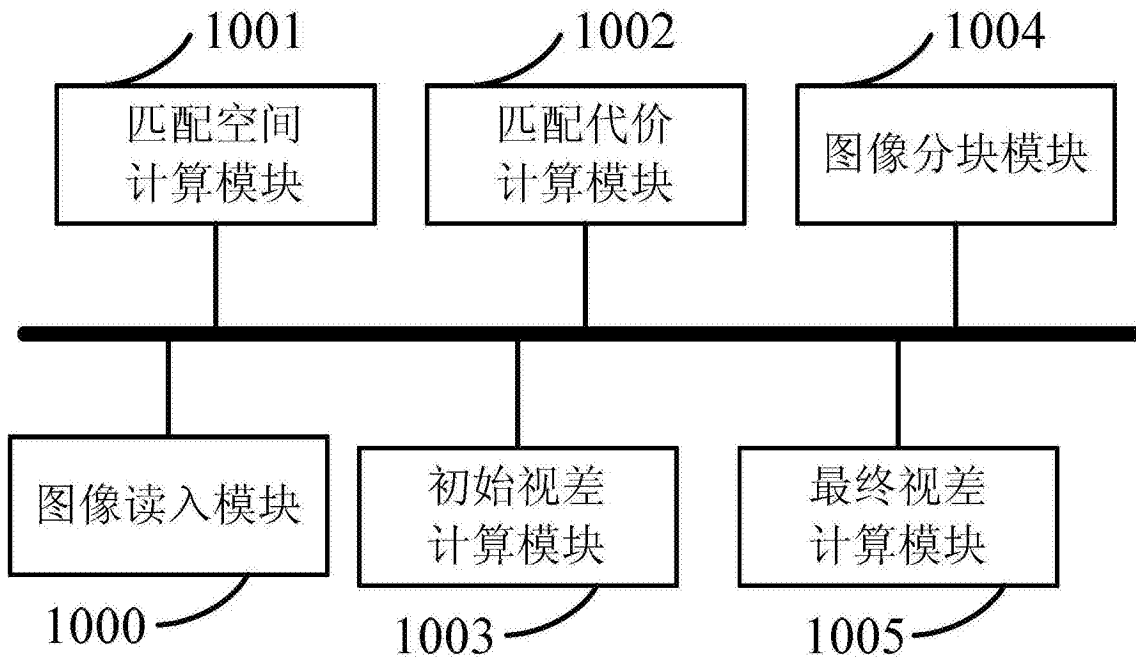 1001
1002
1004
匹配空间
计算模块
匹配代价
计算模块
图像分块模块
图像读入模块
初始视差
计算模块
最终视差
计算模块
1000
1003
1005